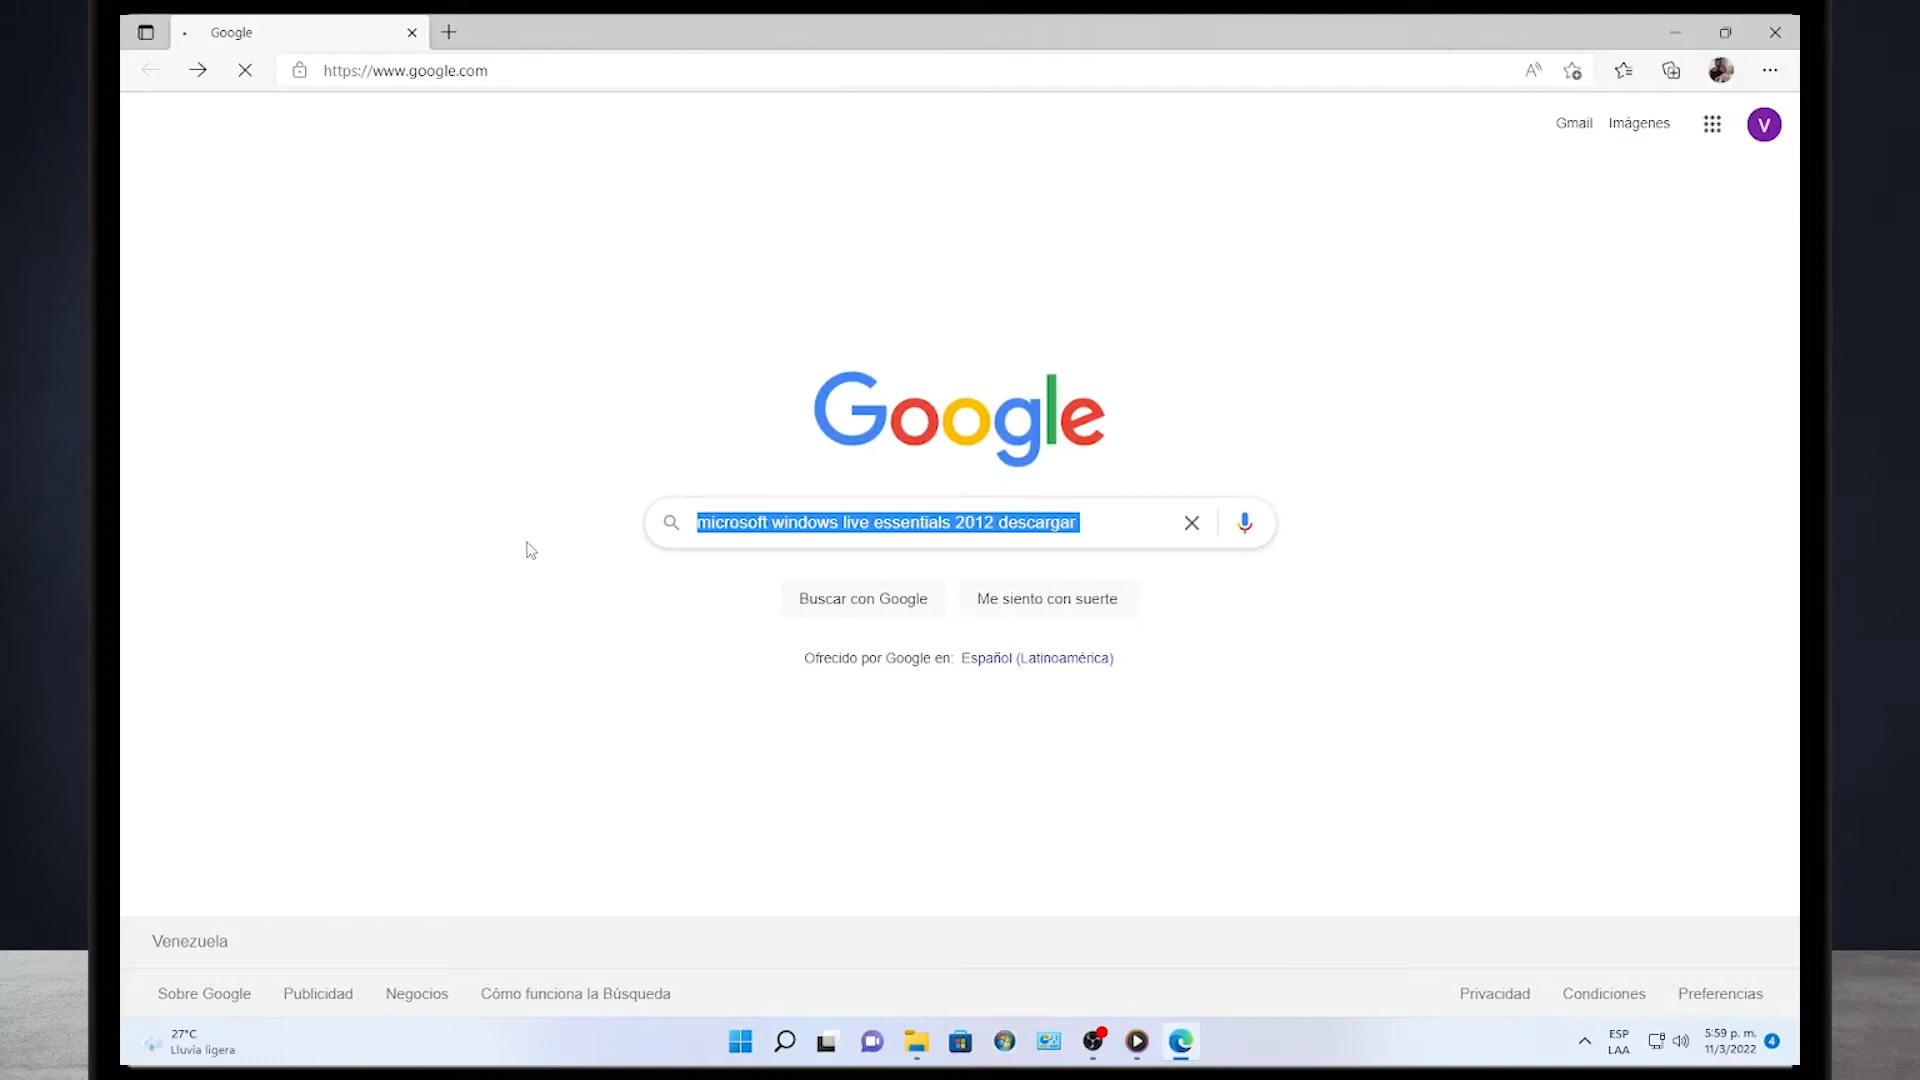 Google
https://www.google.com
Gmail Imágenes
V
Google
microsoft windows live essentials 2012 descargar
Buscar con Google Me siento con suerte
Ofrecido por Google en: Español (Latinoamérica)
Venezuela
Sobre Google Publicidad Negocios Cómo funciona la Búsqueda Privacidad Condiciones Preferencias
27°C
Lluvia ligera
ESP
LAA
5:59 p. m.
11/3/2022
4